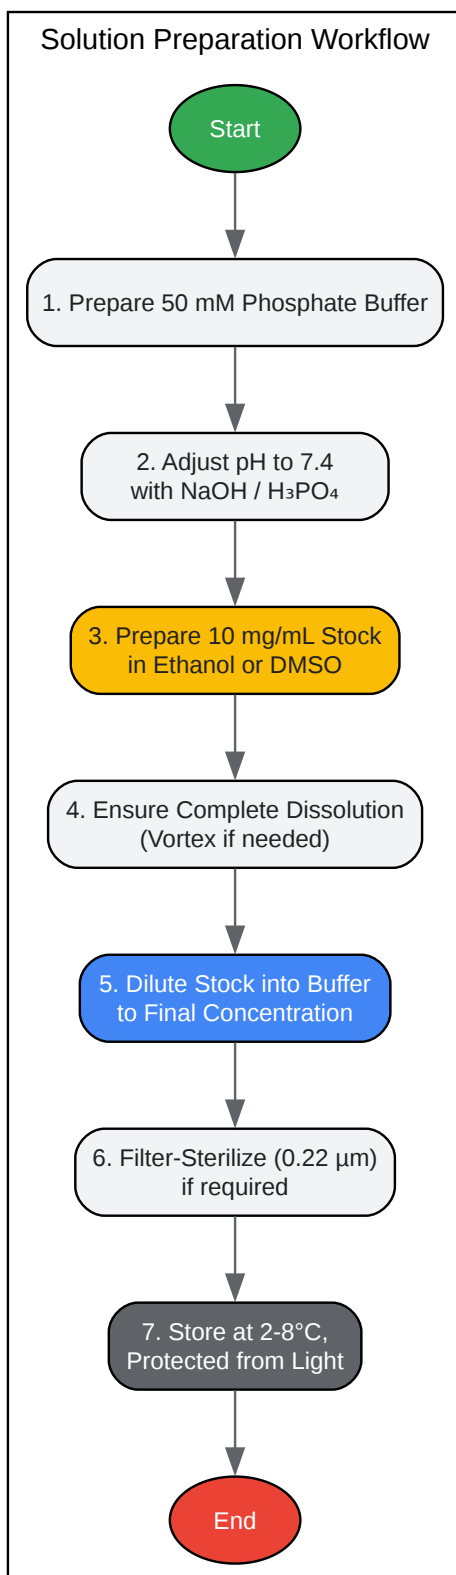 Solution Preparation Workflow
Start
1. Prepare 50 mM Phosphate Buffer
2. Adjust pH to 7.4
with NaOH / H₃PO₄
3. Prepare 10 mg/mL Stock
in Ethanol or DMSO
4. Ensure Complete Dissolution
(Vortex if needed)
5. Dilute Stock into Buffer
to Final Concentration
6. Filter-Sterilize (0.22 µm)
if required
7. Store at 2-8°C,
Protected from Light
End